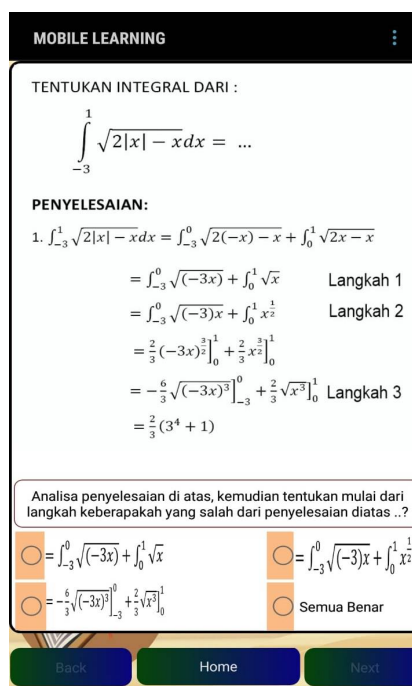 MOBILE LEARNING
TENTUKAN INTEGRAL DARI :
∫_{-3}^{1} √(2|x| − x) dx = ...
PENYELESAIAN:
1. ∫_{-3}^{1} √(2|x| − x) dx = ∫_{-3}^{0} √(2(−x) − x) + ∫_{0}^{1} √(2x − x)
= ∫_{-3}^{0} √((−3x)) + ∫_{0}^{1} √x Langkah 1
= ∫_{-3}^{0} √((−3)x) + ∫_{0}^{1} x^{1/2} Langkah 2
= 2/3 (−3x)^{3/2}]_{0}^{1} + 2/3 x^{3/2}]_{0}^{1}
= −6/3 √((−3x)^3)]_{-3}^{0} + 2/3 √(x^3)]_{0}^{1} Langkah 3
= 2/3 (3^4 + 1)
Analisa penyelesaian di atas, kemudian tentukan mulai dari
langkah keberapakah yang salah dari penyelesaian diatas ..?
= ∫_{-3}^{0} √((−3x)) + ∫_{0}^{1} √x
= ∫_{-3}^{0} √((−3)x) + ∫_{0}^{1} x^{1/2}
= −6/3 √((−3x)^3)]_{-3}^{0} + 2/3 √(x^3)]_{0}^{1}
Semua Benar
Back Home Next